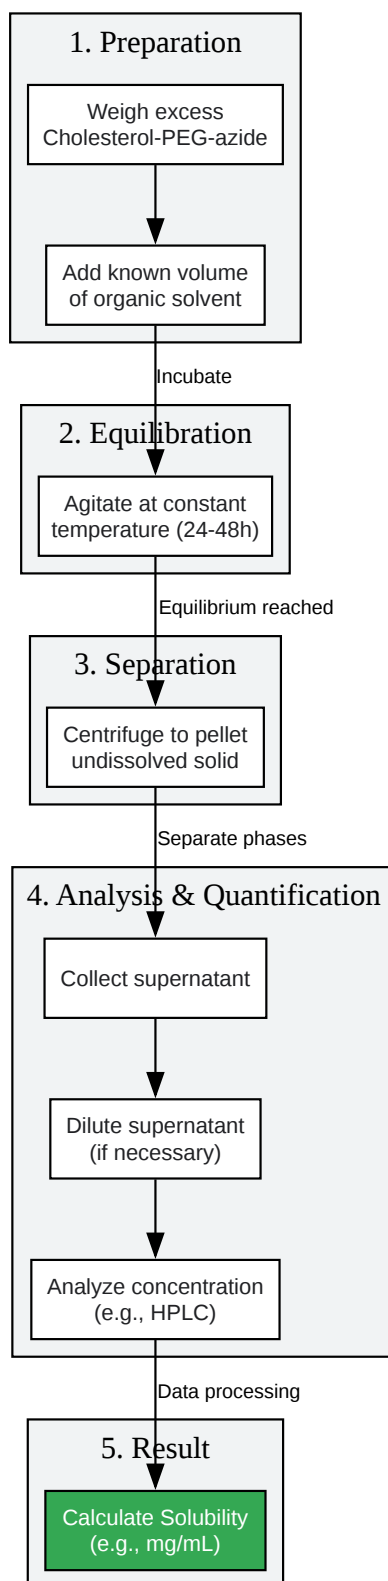 1. Preparation
Weigh excess
Cholesterol-PEG-azide
Add known volume
of organic solvent
Incubate
2. Equilibration
Agitate at constant
temperature (24-48h)
Equilibrium reached
3. Separation
Centrifuge to pellet
undissolved solid
Separate phases
4. Analysis & Quantification
Collect supernatant
Dilute supernatant
(if necessary)
Analyze concentration
(e.g., HPLC)
Data processing
5. Result
Calculate Solubility
(e.g., mg/mL)